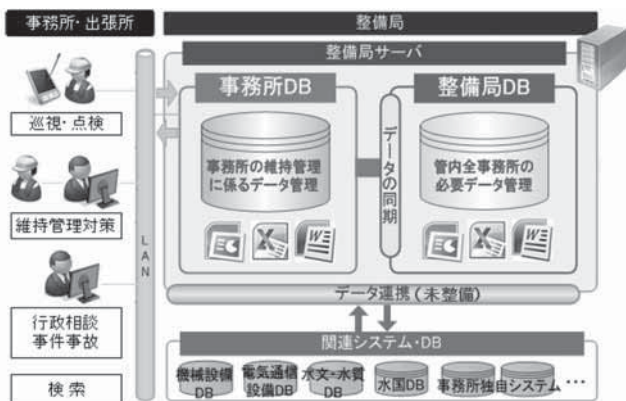 事務所・出張所
整備局
整備局サーバ
事務所DB
整備局DB
巡視・点検
事務所の維持管理
に係るデータ管理
データの同期
管内全事務所の
必要データ管理
維持管理対策
LAN
行政相談
事件事故
検索
データ連携(未整備)
関連システム・DB
機械設備
DB
電気通信
設備DB
水文・水質
DB
水国DB
事務所独自システム
…